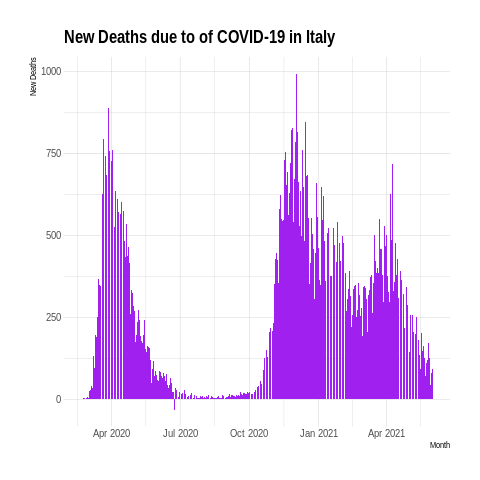 New Deaths due to of COVID-19 in Italy
New Deaths
1000
750
500
250
0
Apr 2020 Jul 2020 Oct 2020 Jan 2021 Apr 2021
Month